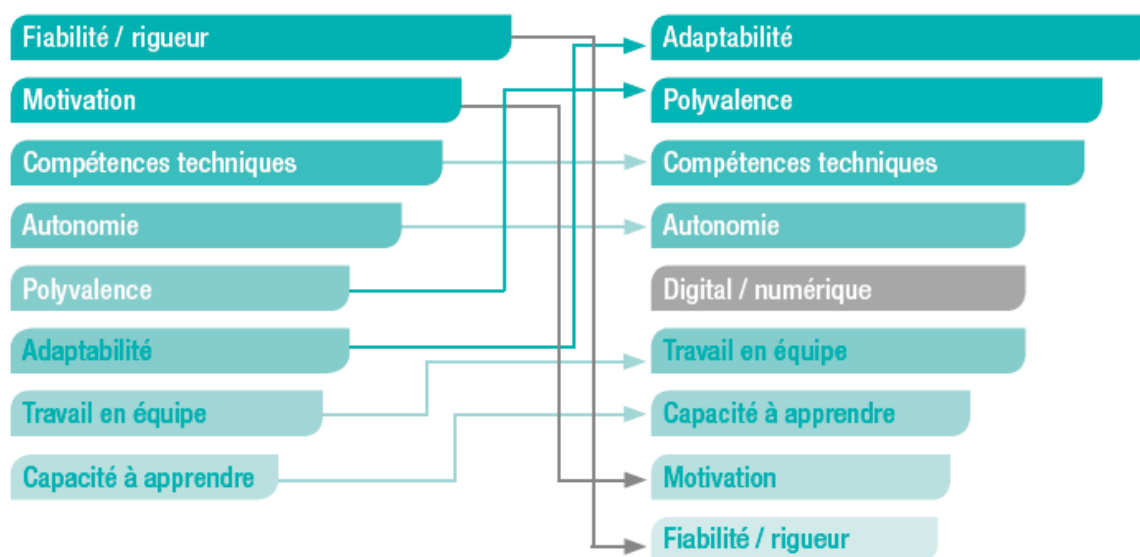 Fiabilité / rigueur
Motivation
Compétences techniques
Autonomie
Polyvalence
Adaptabilité
Travail en équipe
Capacité à apprendre
Adaptabilité
Polyvalence
Compétences techniques
Autonomie
Digital / numérique
Travail en équipe
Capacité à apprendre
Motivation
Fiabilité / rigueur